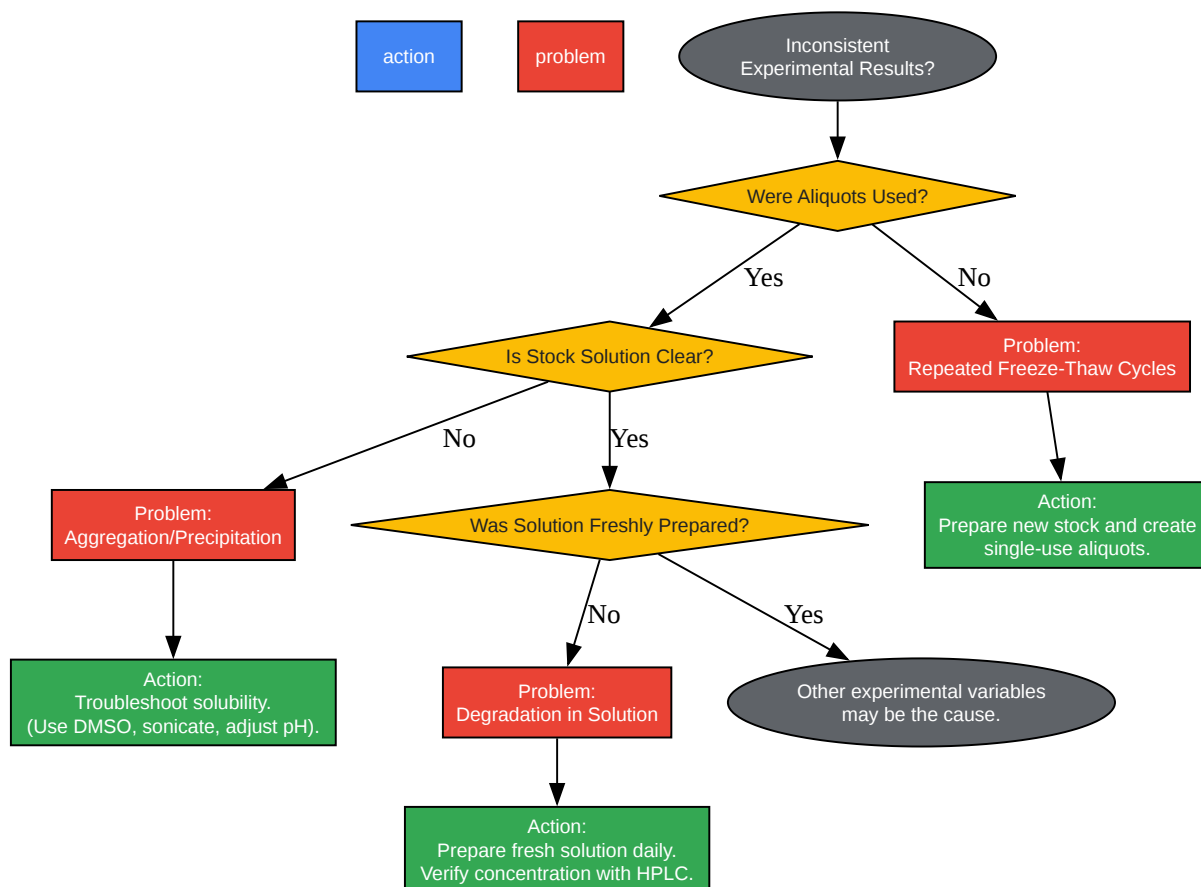 action
problem
Inconsistent
Experimental Results?
Were Aliquots Used?
Yes
No
Is Stock Solution Clear?
Problem:
Repeated Freeze-Thaw Cycles
No
Yes
Problem:
Aggregation/Precipitation
Was Solution Freshly Prepared?
Action:
Prepare new stock and create
single-use aliquots.
No
Yes
Action:
Troubleshoot solubility.
(Use DMSO, sonicate, adjust pH).
Problem:
Degradation in Solution
Other experimental variables
may be the cause.
Action:
Prepare fresh solution daily.
Verify concentration with HPLC.